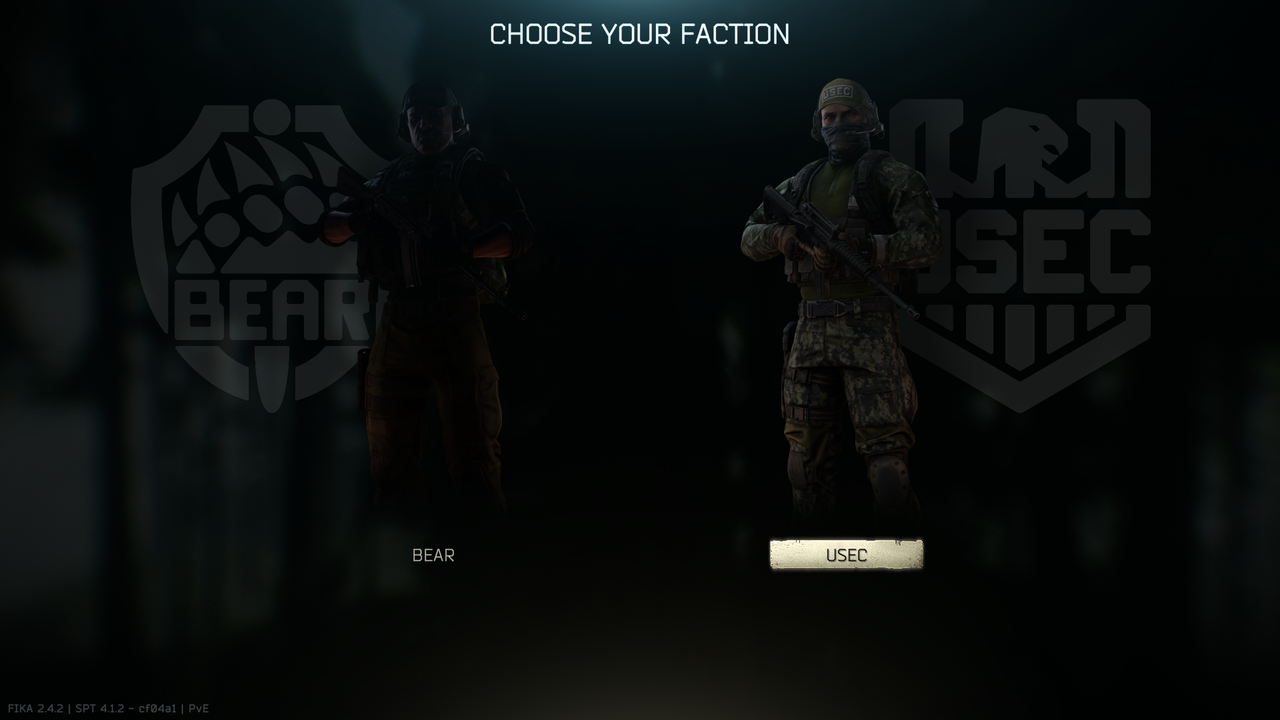 CHOOSE YOUR FACTION
USEC
BEAR
USEC
BEAR
USEC
FIKA 2.4.2 | SPT 4.1.2 - cf04a1 | PvE